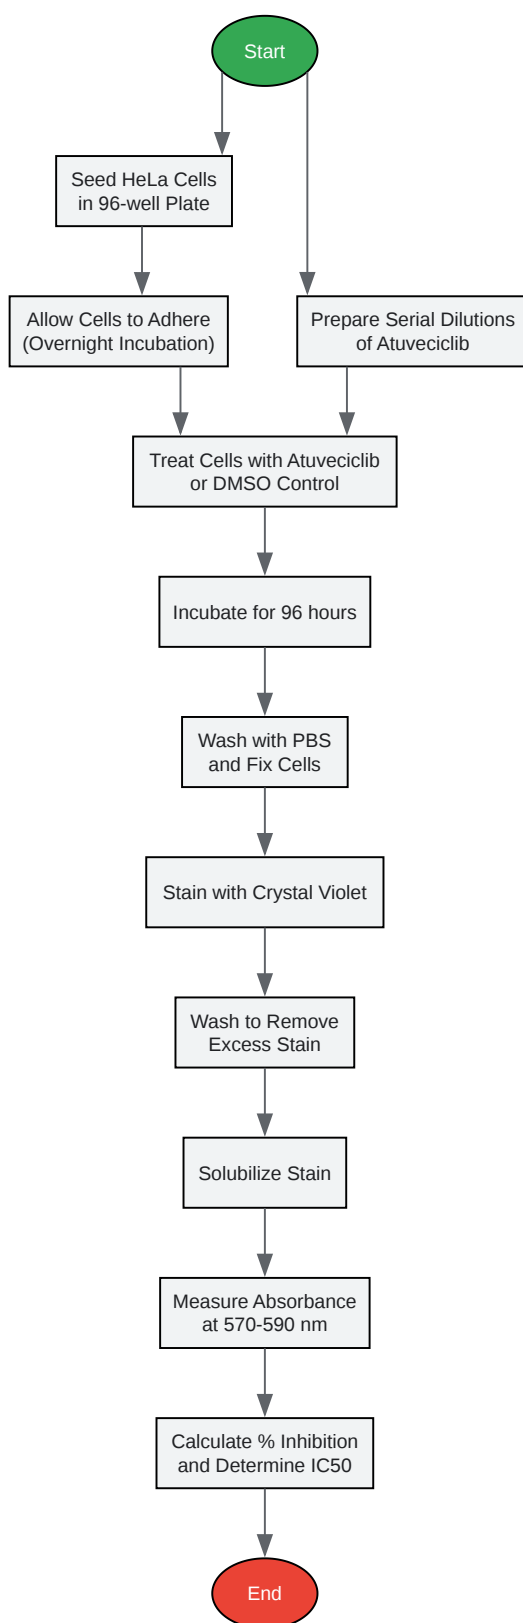 Start
Seed HeLa Cells
in 96-well Plate
Allow Cells to Adhere
(Overnight Incubation)
Prepare Serial Dilutions
of Atuveciclib
Treat Cells with Atuveciclib
or DMSO Control
Incubate for 96 hours
Wash with PBS
and Fix Cells
Stain with Crystal Violet
Wash to Remove
Excess Stain
Solubilize Stain
Measure Absorbance
at 570-590 nm
Calculate % Inhibition
and Determine IC50
End